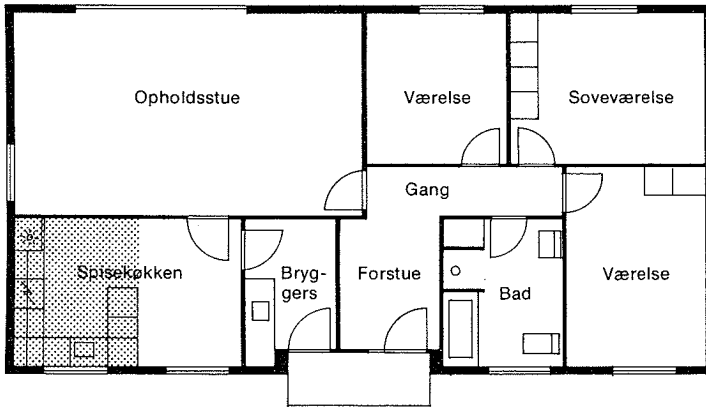 Opholdsstue
Værelse
Soveværelse
Gang
Spisekøkken
Bryg-
gers
Forstue
Bad
Værelse